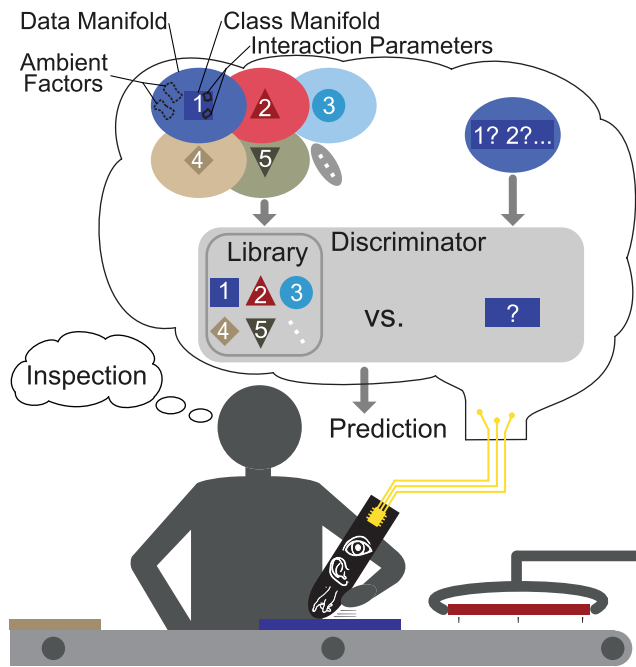 Data Manifold
Class Manifold
Interaction Parameters
Ambient
Factors
1
2
3
4
5
1? 2?...
Discriminator
Library
1
2
3
4
5
vs.
?
Inspection
Prediction